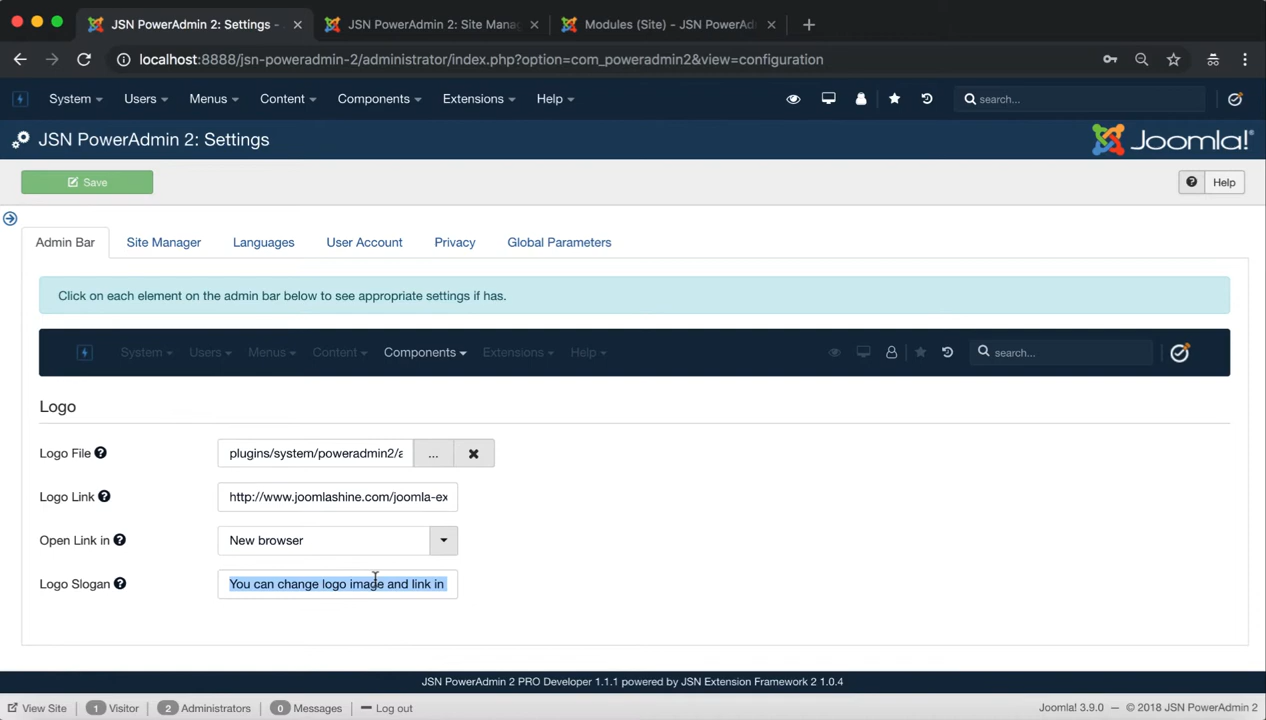 JSN PowerAdmin 2: Settings -
JSN PowerAdmin 2: Site Mana
Modules (Site) – JSN PowerAd
localhost:8888/jsn-poweradmin-2/administrator/index.php?option=com_poweradmin2&view=configuration
System Users Menus Content Components Extensions Help search...
JSN PowerAdmin 2: Settings Joomla!®
Save Help
Admin Bar Site Manager Languages User Account Privacy Global Parameters
Click on each element on the admin bar below to see appropriate settings if has.
System Users Menus Content Components Extensions Help search...
Logo
Logo File plugins/system/poweradmin2/a ...
Logo Link http://www.joomlashine.com/joomla-ex
Open Link in New browser
Logo Slogan You can change logo image and link in
JSN PowerAdmin 2 PRO Developer 1.1.1 powered by JSN Extension Framework 2 1.0.4
View Site 1 Visitor 2 Administrators 0 Messages Log out Joomla! 3.9.0 — © 2018 JSN PowerAdmin 2